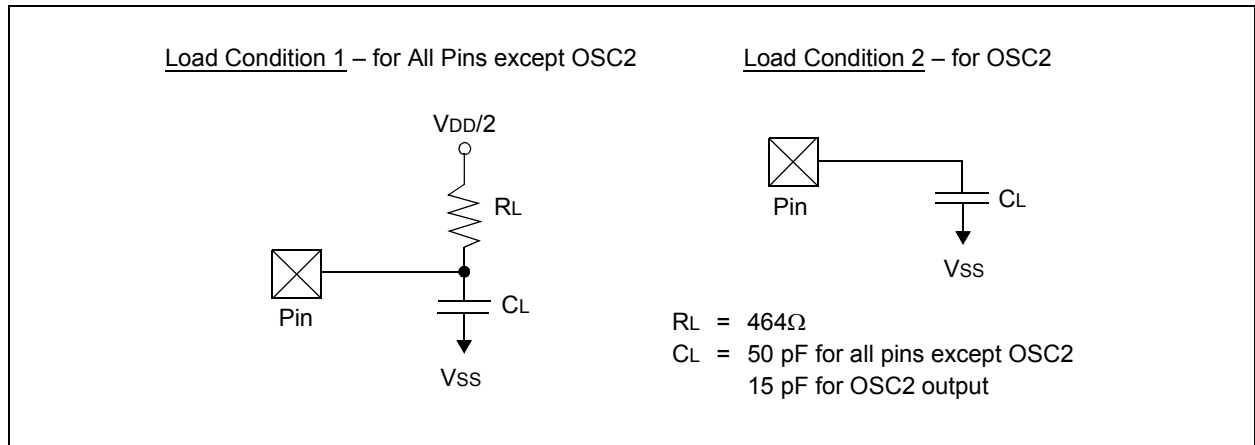 Load Condition 1 – for All Pins except OSC2
Load Condition 2 – for OSC2
VDD/2
RL
Pin
CL
VSS
Pin
CL
VSS
RL = 464Ω
CL = 50 pF for all pins except OSC2
15 pF for OSC2 output